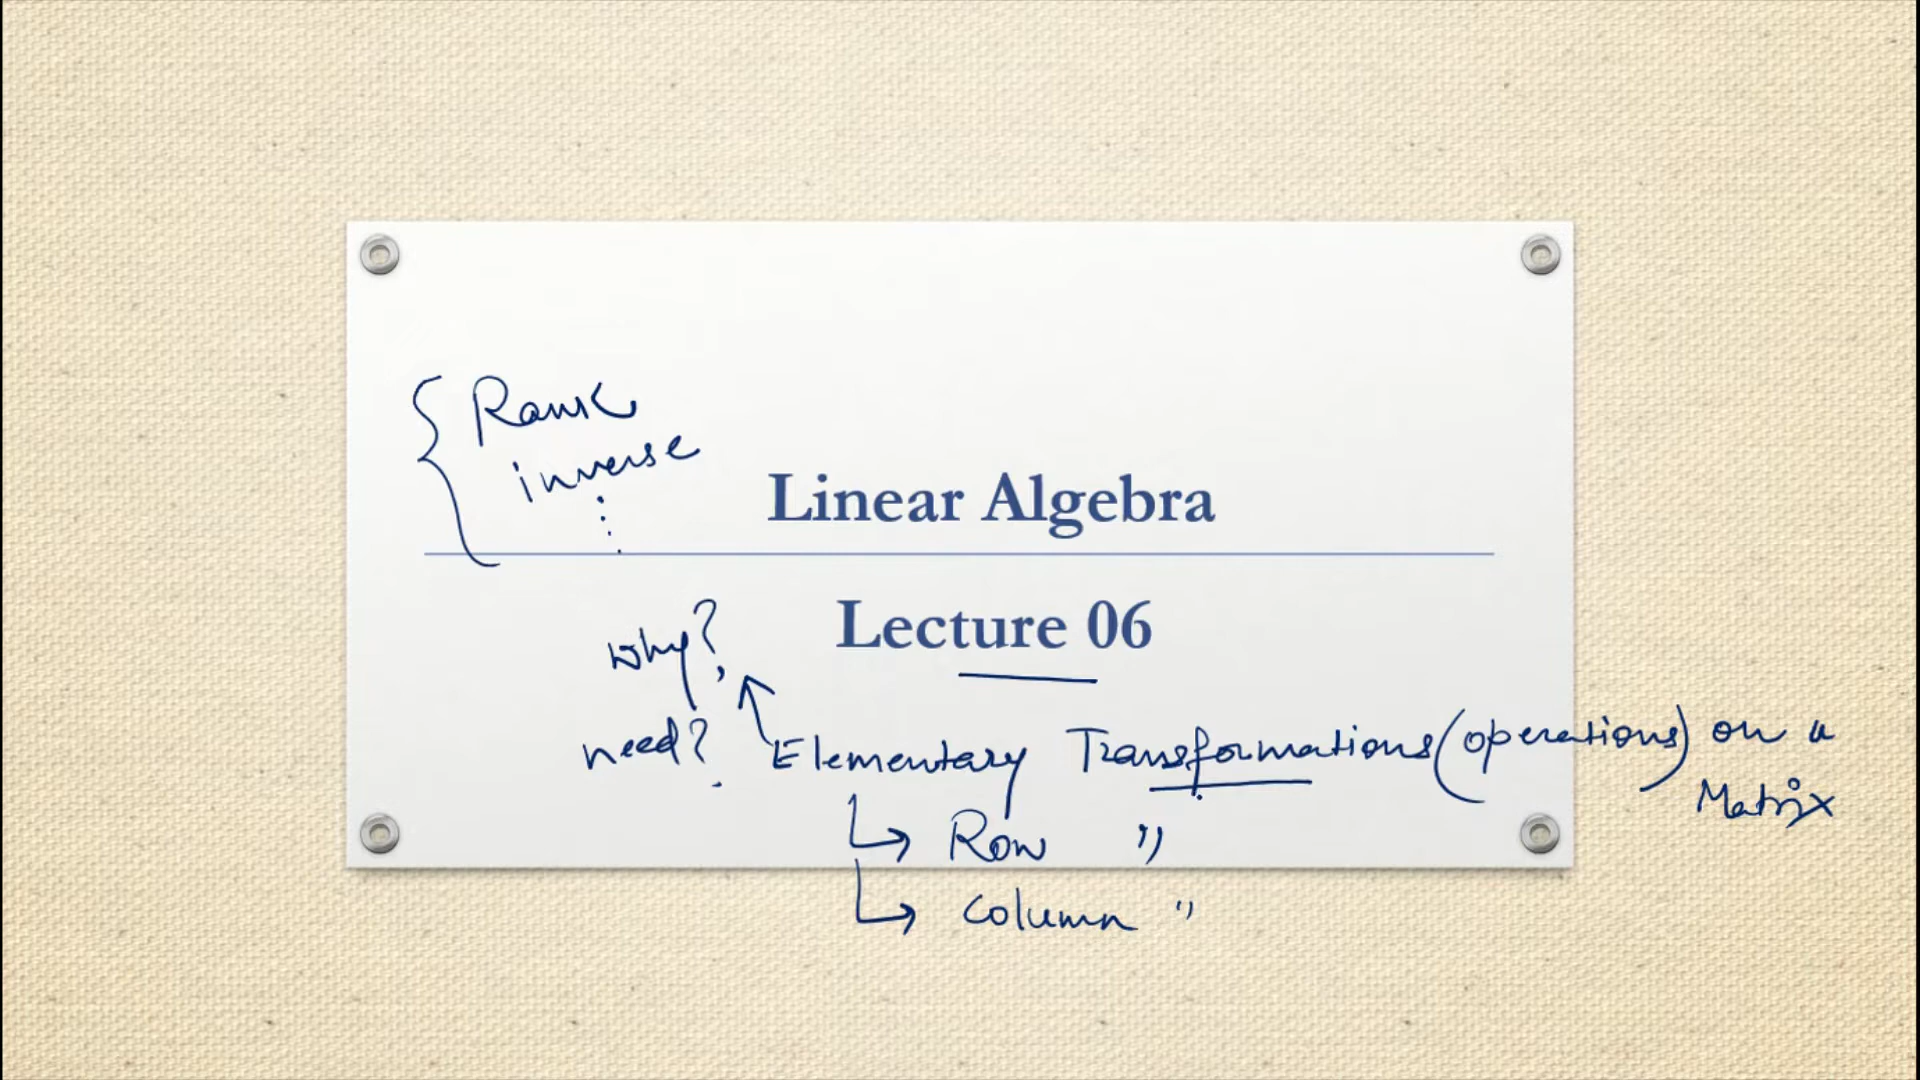 { Rank
inverse
⋮
Linear Algebra
Lecture 06
why?,
need?.
Elementary Transformations (operations) on a
Matrix
↳ Row "
↳ Column "